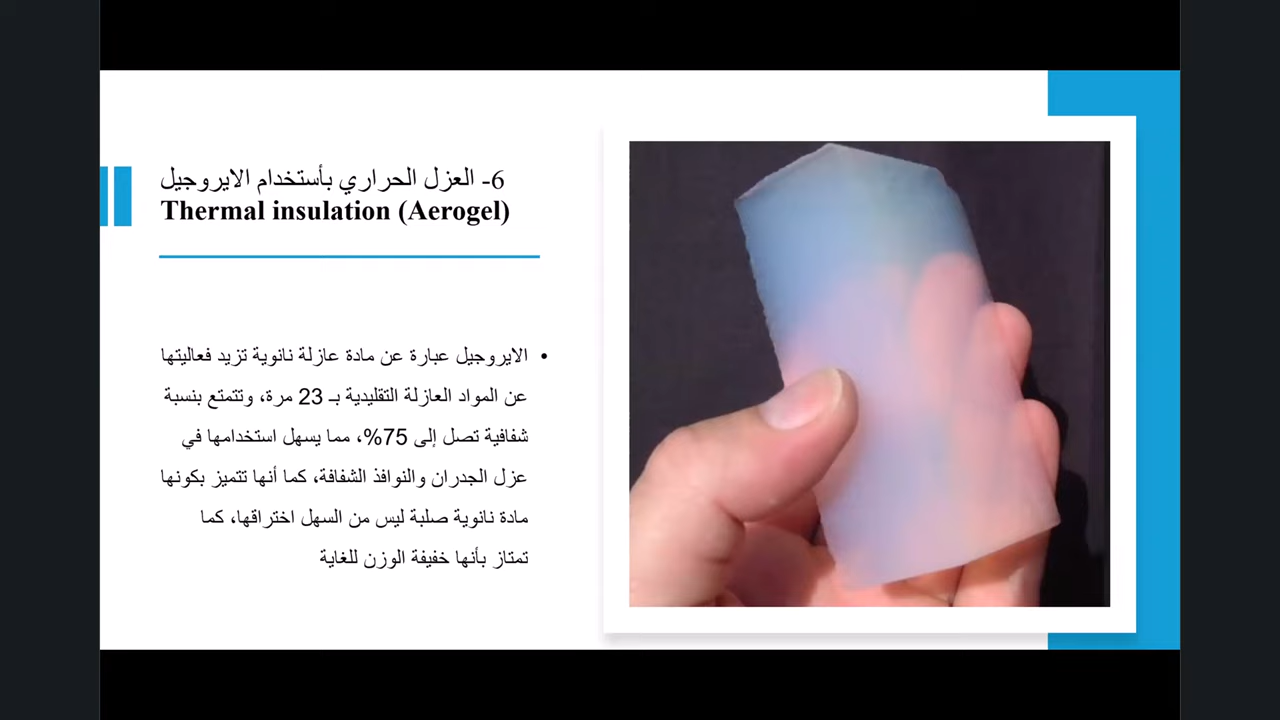 6- العزل الحراري بأستخدام الايروجيل
Thermal insulation (Aerogel)
• الايروجيل عبارة عن مادة عازلة نانوية تزيد فعاليتها
عن المواد العازلة التقليدية بـ 23 مرة، وتتمتع بنسبة
شفافية تصل إلى 75%، مما يسهل استخدامها في
عزل الجدران والنوافذ الشفافة، كما أنها تتميز بكونها
مادة نانوية صلبة ليس من السهل اختراقها، كما
تمتاز بأنها خفيفة الوزن للغاية